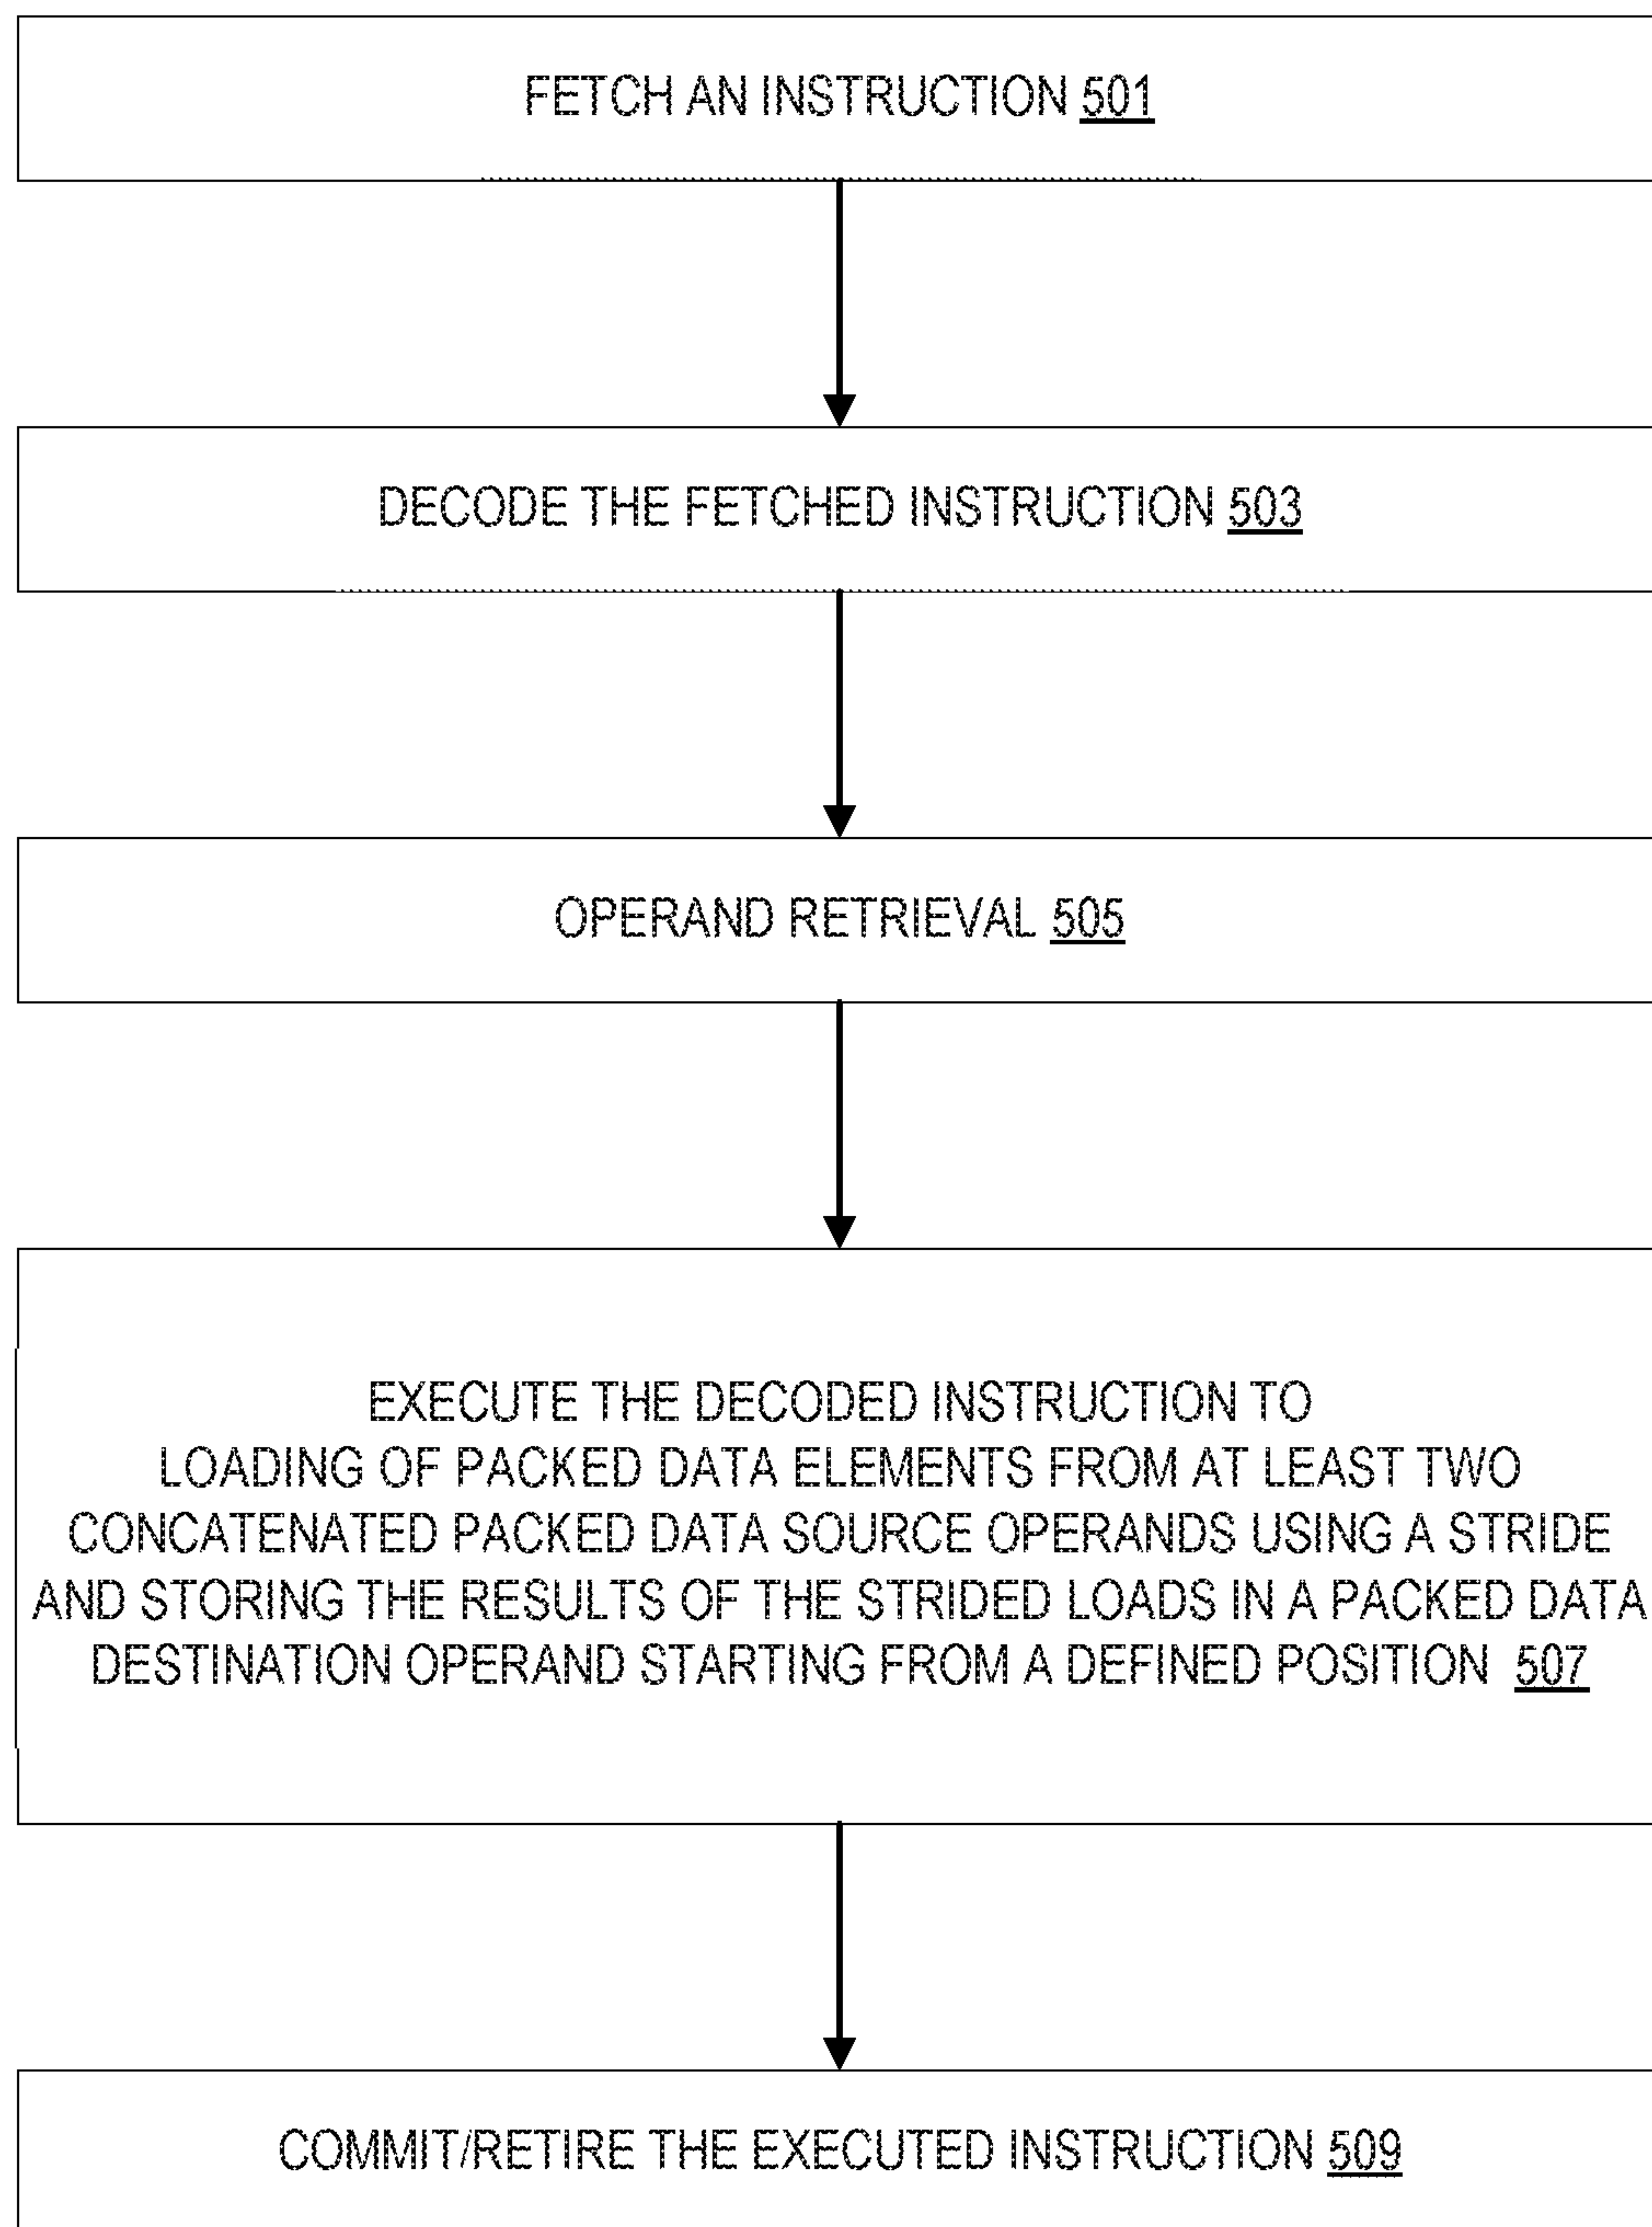 FETCH AN INSTRUCTION 501
DECODE THE FETCHED INSTRUCTION 503
OPERAND RETRIEVAL 505
EXECUTE THE DECODED INSTRUCTION TO
LOADING OF PACKED DATA ELEMENTS FROM AT LEAST TWO
CONCATENATED PACKED DATA SOURCE OPERANDS USING A STRIDE
AND STORING THE RESULTS OF THE STRIDED LOADS IN A PACKED DATA
DESTINATION OPERAND STARTING FROM A DEFINED POSITION 507
COMMIT/RETIRE THE EXECUTED INSTRUCTION 509